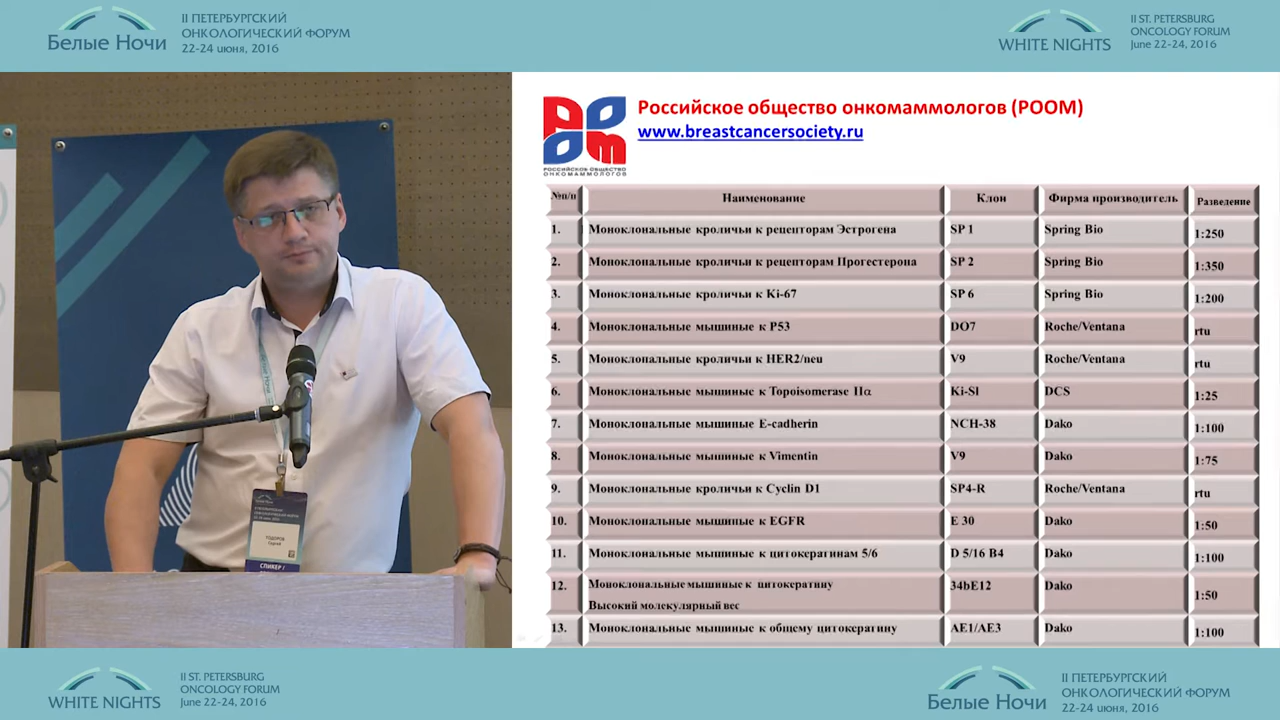 Белые Ночи
II ПЕТЕРБУРГСКИЙ
ОНКОЛОГИЧЕСКИЙ ФОРУМ
22-24 июня, 2016
WHITE NIGHTS
II ST. PETERSBURG
ONCOLOGY FORUM
June 22-24, 2016
ТОДОРОВ
Сергей
СПИКЕР /
Российское общество онкомаммологов (РООМ)
www.breastcancersociety.ru
РОССИЙСКОЕ ОБЩЕСТВО
ОНКОМАММОЛОГОВ
№п/п Наименование Клон Фирма производитель Разведение
1. Моноклональные кроличьи к рецепторам Эстрогена SP 1 Spring Bio 1:250
2. Моноклональные кроличьи к рецепторам Прогестерона SP 2 Spring Bio 1:350
3. Моноклональные кроличьи к Ki-67 SP 6 Spring Bio 1:200
4. Моноклональные мышиные к P53 DO7 Roche/Ventana rtu
5. Моноклональные кроличьи к HER2/neu V9 Roche/Ventana rtu
6. Моноклональные мышиные к Topoisomerase IIα Ki-SI DCS 1:25
7. Моноклональные мышиные E-cadherin NCH-38 Dako 1:100
8. Моноклональные мышиные к Vimentin V9 Dako 1:75
9. Моноклональные кроличьи к Cyclin D1 SP4-R Roche/Ventana rtu
10. Моноклональные мышиные к EGFR E 30 Dako 1:50
11. Моноклональные мышиные к цитокератинам 5/6 D 5/16 B4 Dako 1:100
12. Моноклональные мышиные к цитокератину 34bE12 Dako 1:50
Высокий молекулярный вес
13. Моноклональные мышиные к общему цитокератину AE1/AE3 Dako 1:100
WHITE NIGHTS
II ST. PETERSBURG
ONCOLOGY FORUM
June 22-24, 2016
Белые Ночи
II ПЕТЕРБУРГСКИЙ
ОНКОЛОГИЧЕСКИЙ ФОРУМ
22-24 июня, 2016